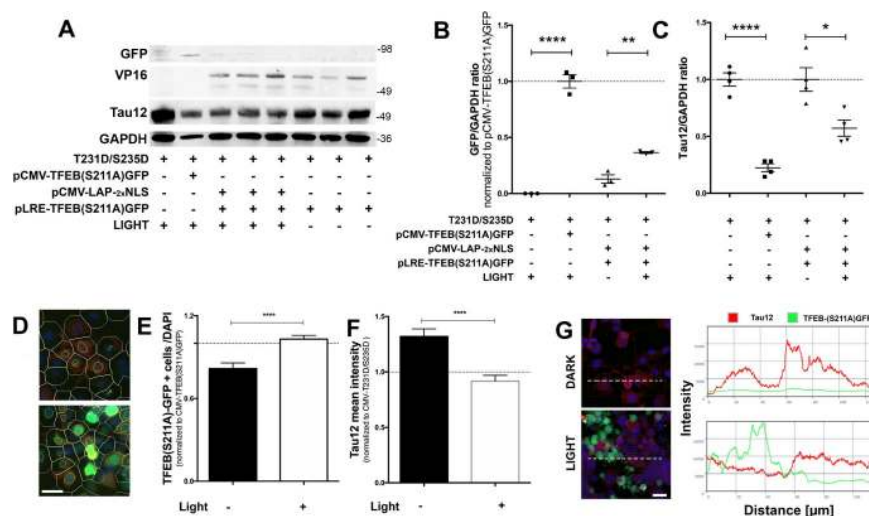 A
GFP
-98
VP16
-49
Tau12
-49
GAPDH
-36
T231D/S235D + + + + + + + +
pCMV-TFEB(S211A)GFP +
pCMV-LAP-2xNLS + + +
pLRE-TFEB(S211A)GFP + + + + + +
LIGHT + + + + + - - -
B
GFP/GAPDH ratio
normalized to pCMV-TFEB(S211A)GFP
1.5
1.0
0.5
0.0
**** **
T231D/S235D + + + +
pCMV-TFEB(S211A)GFP - + - -
pCMV-LAP-2xNLS - - + +
pLRE-TFEB(S211A)GFP - - + +
LIGHT + + - +
C
Tau12/GAPDH ratio
1.5
1.0
0.5
0.0
**** *
+ + + +
- + - -
- - + +
- - + +
+ + - +
D
E
TFEB(S211A)-GFP + cells /DAPI
(normalized to CMV-TFEB(S211A)GFP)
1.2
0.6
0.0
****
Light - +
F
Tau12 mean intensity
(normalized to CMV-T231D/S235D )
1.5
1.0
0.5
0.0
****
Light - +
G
DARK
LIGHT
Tau12 TFEB-(S211A)GFP
Intensity
Distance [µm]